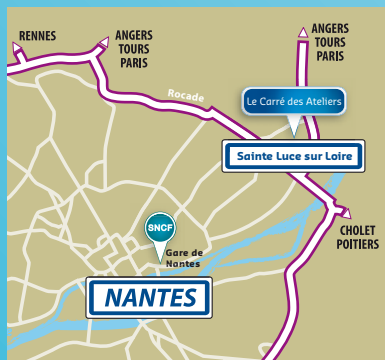 RENNES
ANGERS
TOURS
PARIS
ANGERS
TOURS
PARIS
Rocade
Le Carré des Ateliers
Sainte Luce sur Loire
SNCF
Gare de
Nantes
CHOLET
POITIERS
NANTES